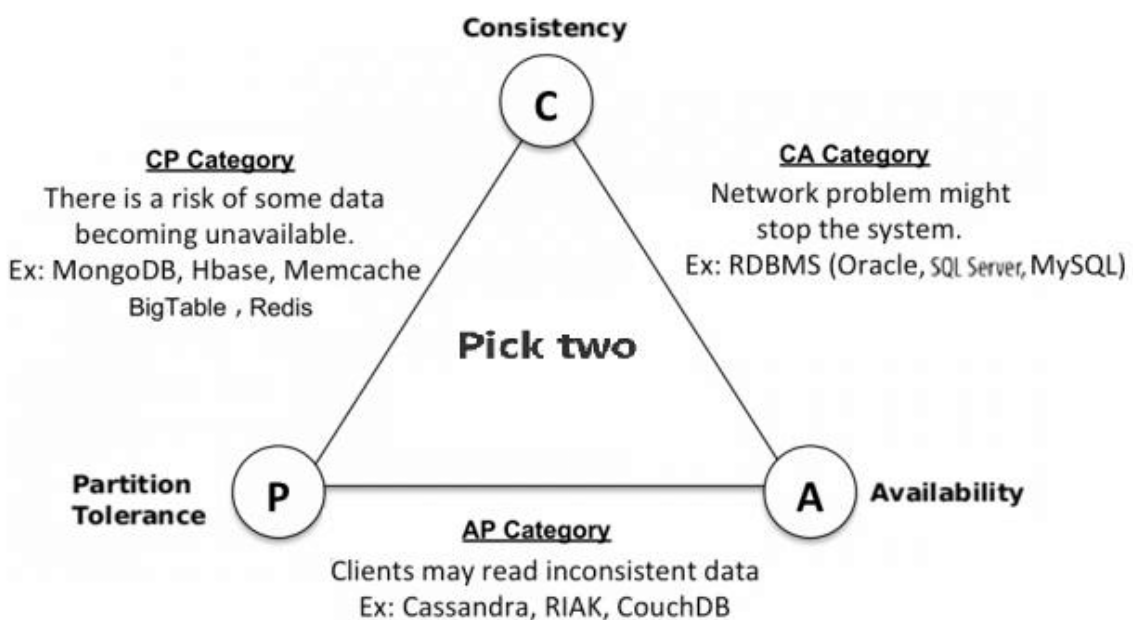 Consistency
C
CP Category
There is a risk of some data
becoming unavailable.
Ex: MongoDB, Hbase, Memcache
BigTable , Redis
CA Category
Network problem might
stop the system.
Ex: RDBMS (Oracle, SQL Server, MySQL)
Pick two
Partition
Tolerance
P
A
Availability
AP Category
Clients may read inconsistent data
Ex: Cassandra, RIAK, CouchDB